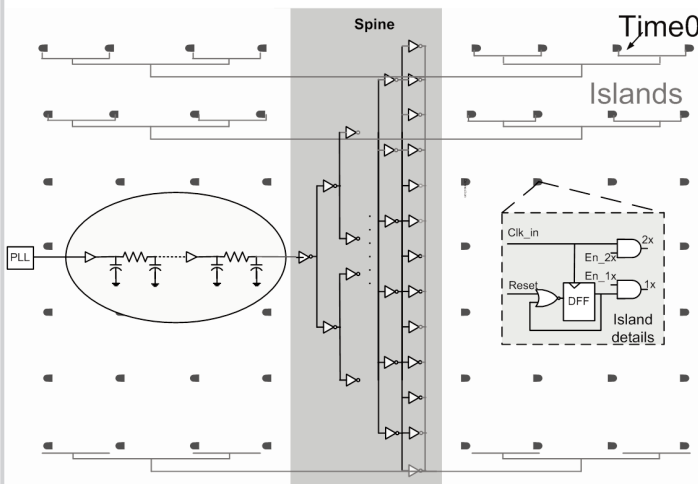 Spine
Time0
Islands
PLL
Clk_in
2x
En_2x
En_1x
1x
Reset
DFF
Island
details